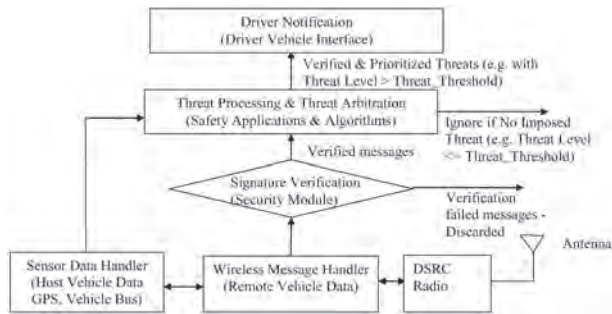 Driver Notification
(Driver Vehicle Interface)
Verified & Prioritized Threats (e.g. with
Threat Level > Threat_Threshold)
Threat Processing & Threat Arbitration
(Safety Applications & Algorithms)
Ignore if No Imposed
Threat (e.g. Threat Level
<= Threat_Threshold)
Verified messages
Signature Verification
(Security Module)
Verification
failed messages -
Discarded
Antenna
Sensor Data Handler
(Host Vehicle Data
GPS, Vehicle Bus)
Wireless Message Handler
(Remote Vehicle Data)
DSRC
Radio